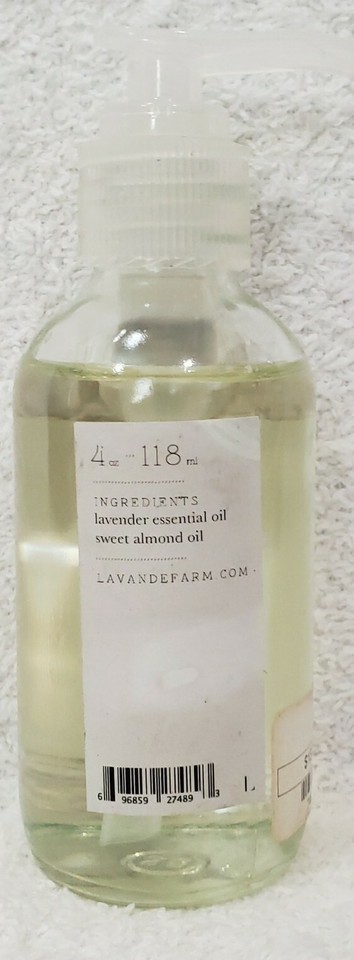 4 oz - 118 ml
INGREDIENTS
lavender essential oil
sweet almond oil
LAVANDEFARM.COM
6 96859 27489 3